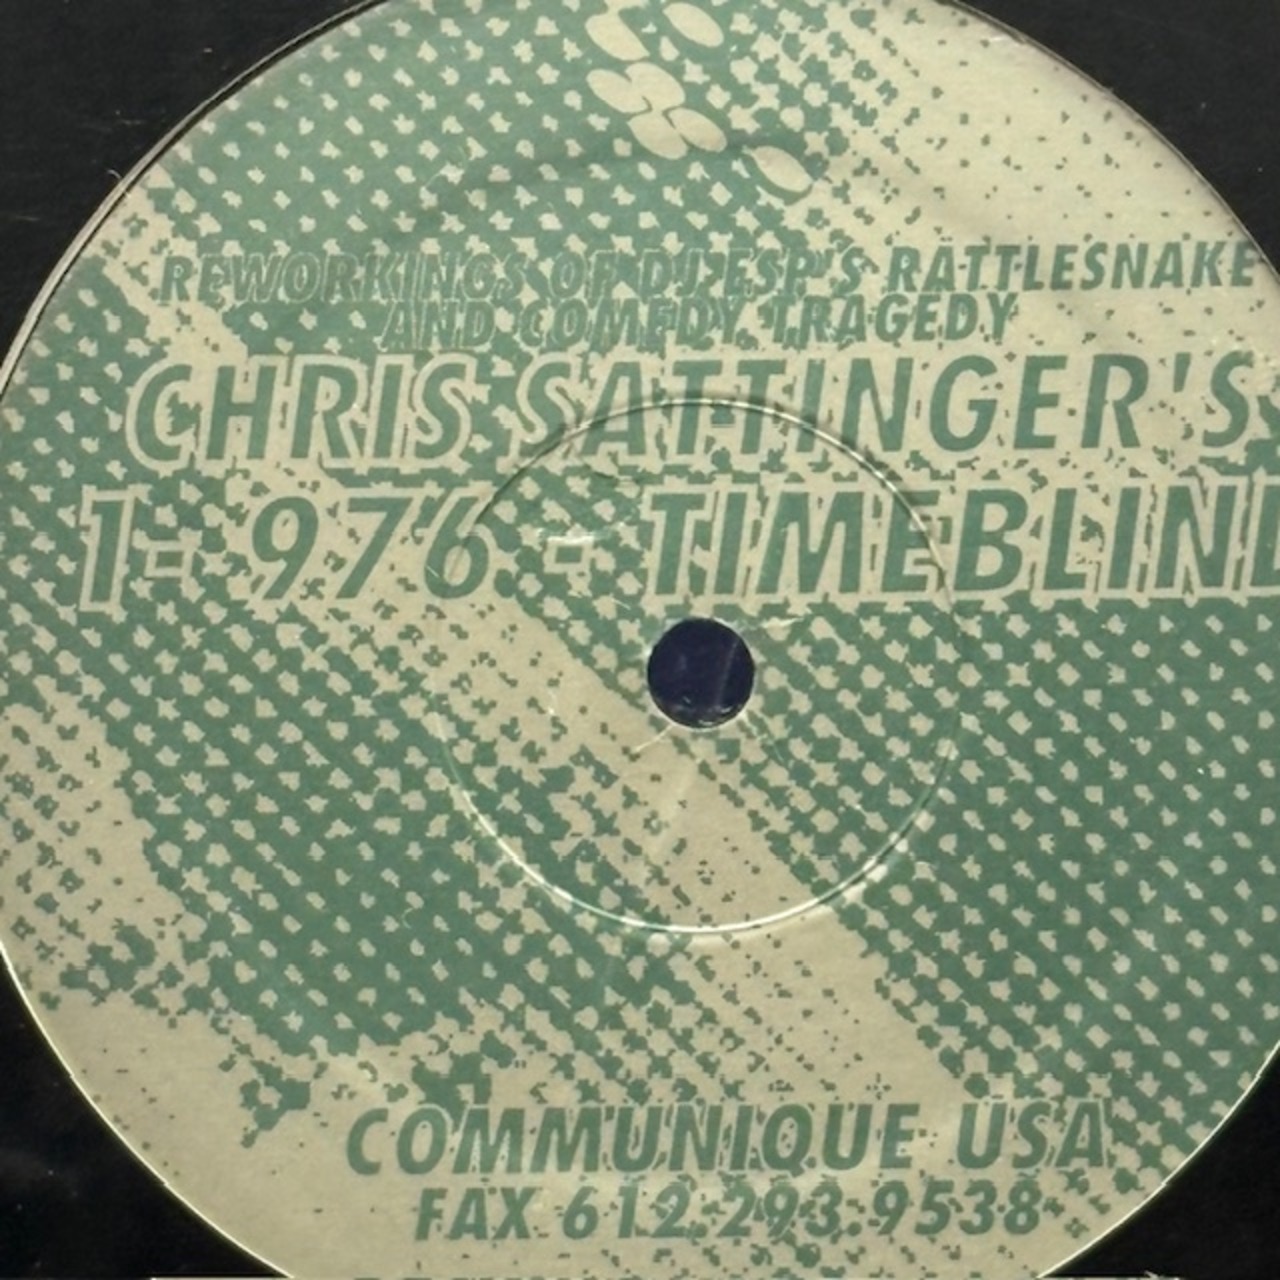 REWORKINGS OF DJ ESP'S RATTLESNAKE
AND COMEDY TRAGEDY
CHRIS SATTINGER'S
1-976-TIMEBLIND
COMMUNIQUE USA
FAX 612.293.9538